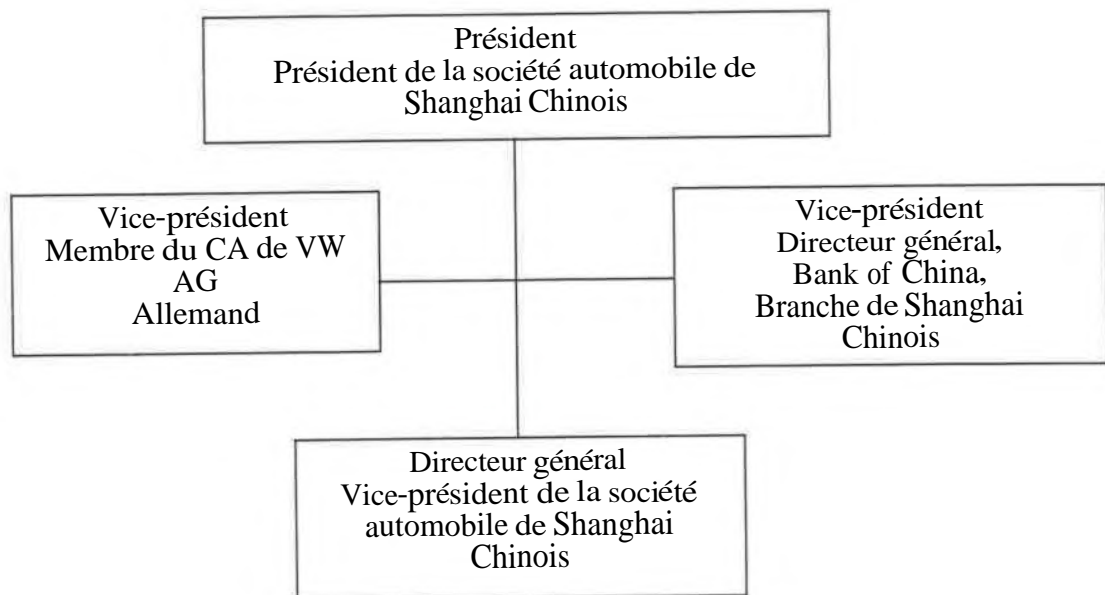 Président
Président de la société automobile de
Shanghai Chinois
Vice-président
Membre du CA de VW
AG
Allemand
Vice-président
Directeur général,
Bank of China,
Branche de Shanghai
Chinois
Directeur général
Vice-président de la société
automobile de Shanghai
Chinois